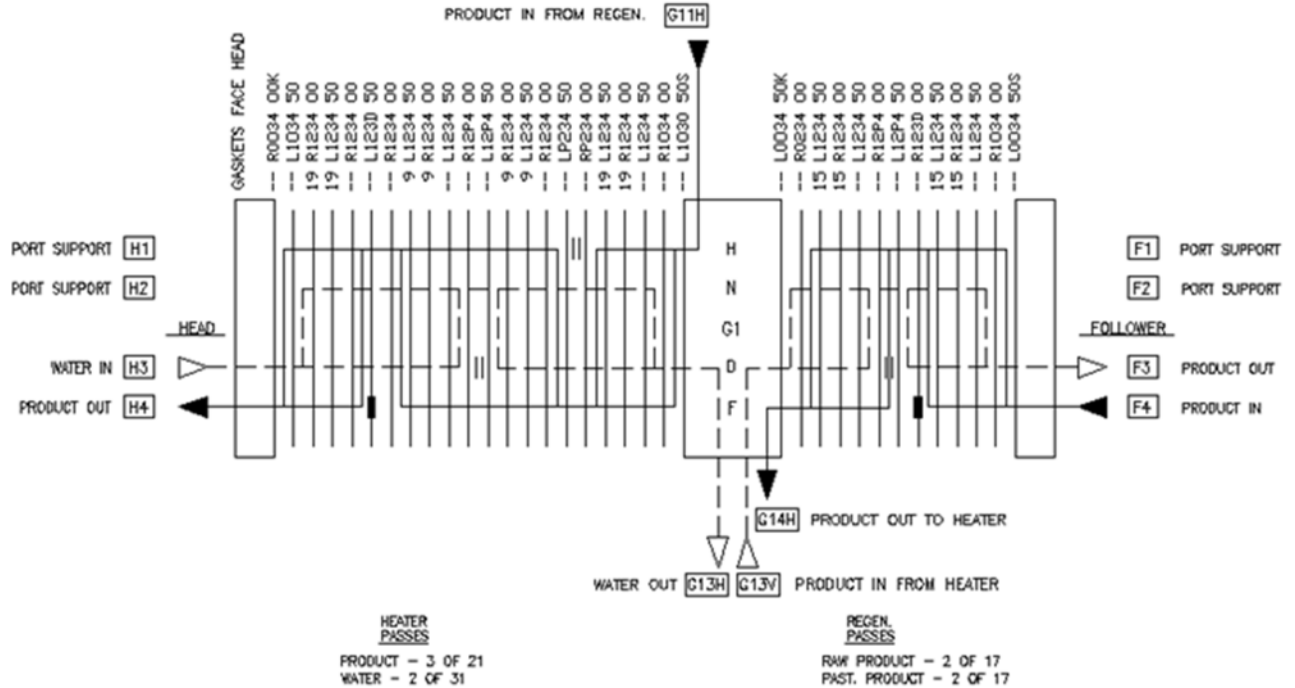 PRODUCT IN FROM REGEN. G11H
GASKETS FACE HEAD
--- R0034 00K
--- L1034 50
19 R1234 00
19 L1234 50
--- R1234 00
--- L123D 50
--- R1234 00
9 L1234 50
9 R1234 00
--- L1234 50
--- R12P4 00
--- L12P4 50
9 R1234 00
9 L1234 50
--- R1234 00
--- LP234 50
--- RP234 00
19 L1234 50
19 R1234 00
--- L1234 50
--- R1034 00
--- L1030 50S
--- L0034 50K
--- R0234 00
15 L1234 50
15 R1234 00
--- L1234 50
--- R12P4 00
--- L12P4 50
--- R123D 00
15 L1234 50
15 R1234 00
--- L1234 50
--- R1034 00
--- L0034 50S
PORT SUPPORT H1
PORT SUPPORT H2
HEAD
WATER IN H3
PRODUCT OUT H4
H
N
G1
D
F
F1 PORT SUPPORT
F2 PORT SUPPORT
FOLLOWER
F3 PRODUCT OUT
F4 PRODUCT IN
G14H PRODUCT OUT TO HEATER
WATER OUT G13H G13V PRODUCT IN FROM HEATER
HEATER
PASSES
PRODUCT - 3 OF 21
WATER - 2 OF 31
REGEN.
PASSES
RAW PRODUCT - 2 OF 17
PAST. PRODUCT - 2 OF 17